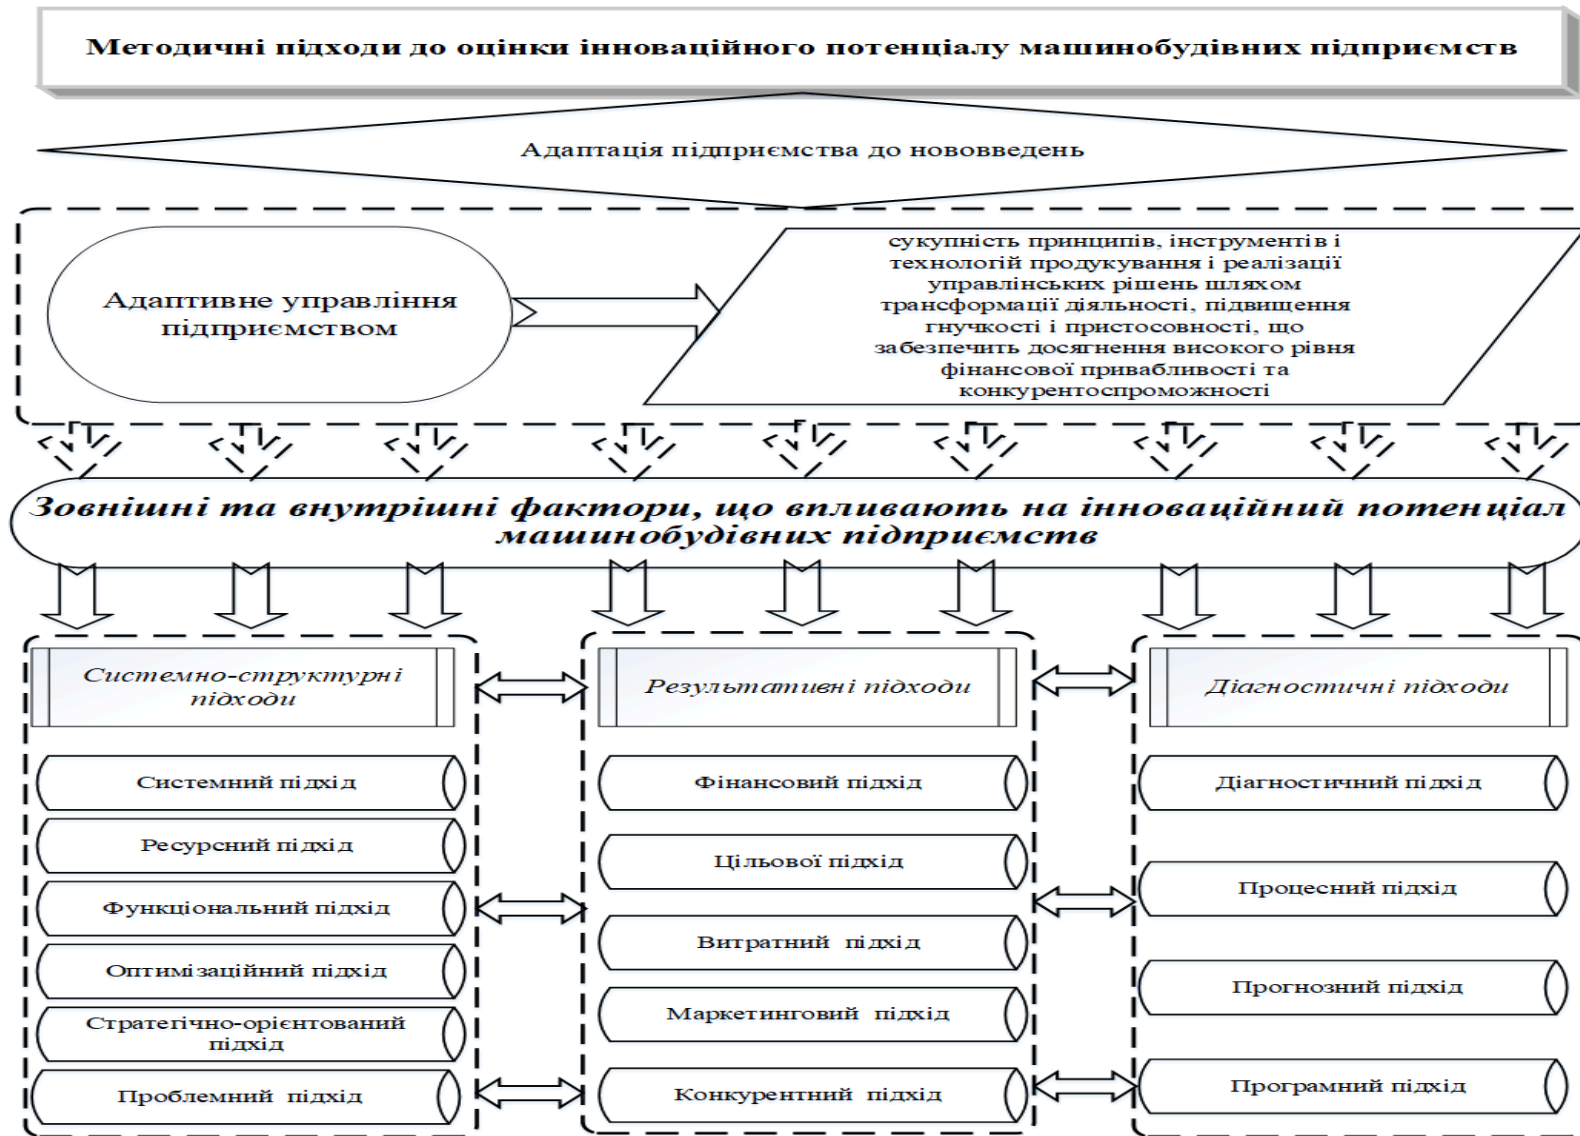 Методичні підходи до оцінки інноваційного потенціалу машинобудівних підприємств
Адаптація підприємства до нововведень
Адаптивне управління
підприємством
сукупність принципів, інструментів і
технологій продукування і реалізації
управлінських рішень шляхом
трансформації діяльності, підвищення
гнучкості і пристосовності, що
забезпечить досягнення високого рівня
фінансової привабливості та
конкурентоспроможності
Зовнішні та внутрішні фактори, що впливають на інноваційний потенціал
машинобудівних підприємств
Системно-структурні
підходи
Системний підхід
Ресурсний підхід
Функціональний підхід
Оптимізаційний підхід
Стратегічно-орієнтований
підхід
Проблемний підхід
Результативні підходи
Фінансовий підхід
Цільової підхід
Витратний підхід
Маркетинговий підхід
Конкурентний підхід
Діагностичні підходи
Діагностичний підхід
Процесний підхід
Прогнозний підхід
Програмний підхід